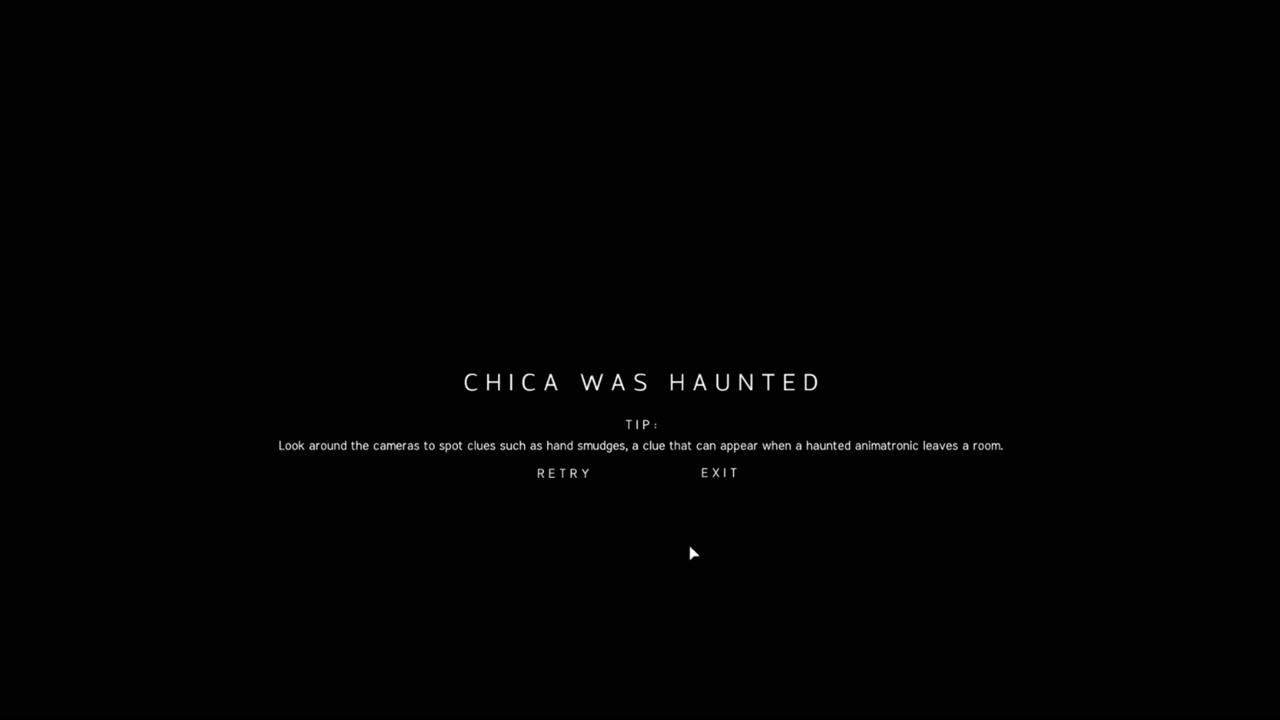 CHICA WAS HAUNTED
TIP:
Look around the cameras to spot clues such as hand smudges, a clue that can appear when a haunted animatronic leaves a room.
RETRY EXIT